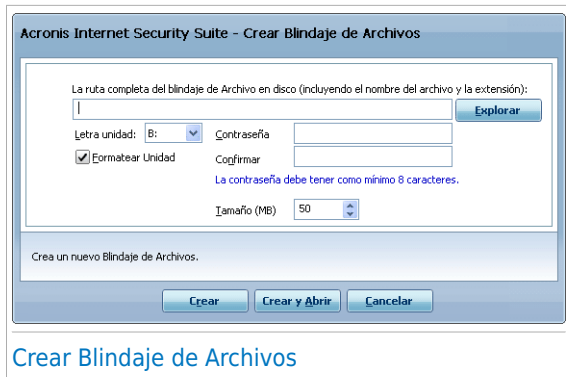 Acronis Internet Security Suite - Crear Blindaje de Archivos
La ruta completa del blindaje de Archivo en disco (incluyendo el nombre del archivo y la extensión):
Explorar
Letra unidad: B: Contraseña
Formatear Unidad Confirmar
La contraseña debe tener como mínimo 8 caracteres.
Tamaño (MB) 50
Crea un nuevo Blindaje de Archivos.
Crear Crear y Abrir Cancelar
Crear Blindaje de Archivos